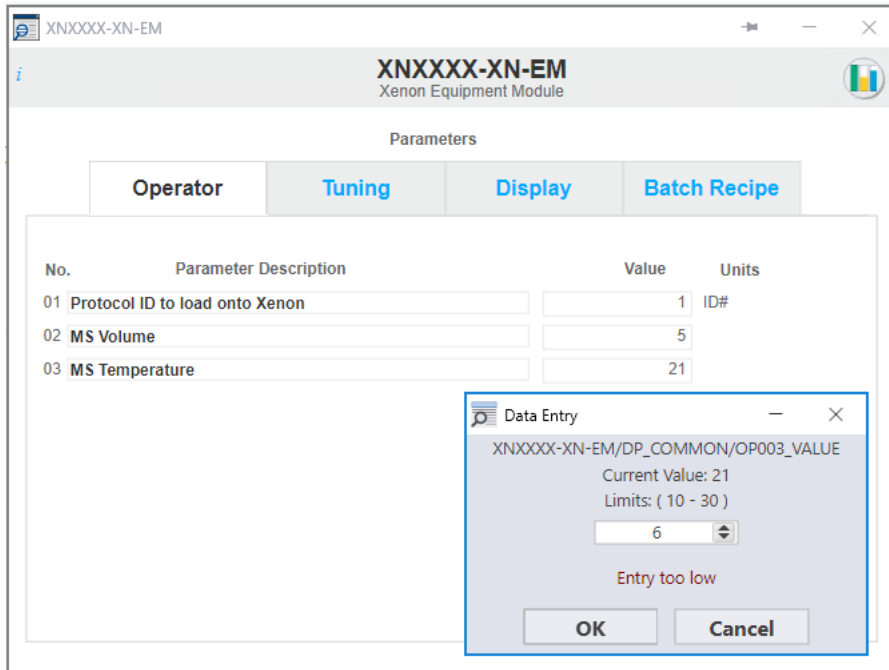 XNXXXX-XN-EM
i
XNXXXX-XN-EM
Xenon Equipment Module
Parameters
Operator Tuning Display Batch Recipe
No. Parameter Description Value Units
01 Protocol ID to load onto Xenon 1 ID#
02 MS Volume 5
03 MS Temperature 21
Data Entry
XNXXXX-XN-EM/DP_COMMON/OP003_VALUE
Current Value: 21
Limits: ( 10 - 30 )
6
Entry too low
OK Cancel